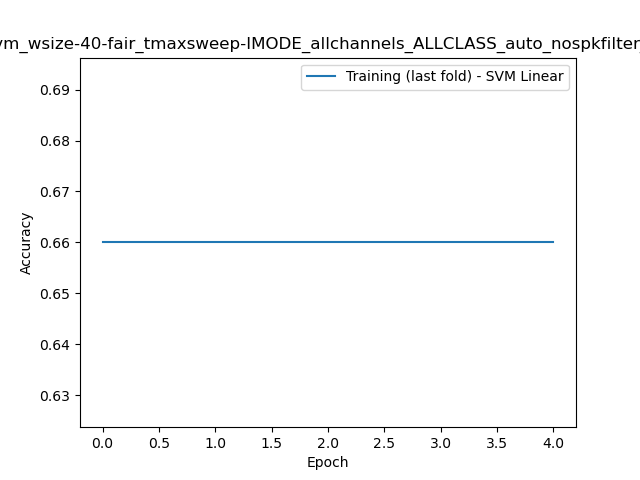 vm_wsize-40-fair_tmaxsweep-IMODE_allchannels_ALLCLASS_auto_nospkfilter_
Training (last fold) - SVM Linear
0.69
0.68
0.67
0.66
0.65
0.64
0.63
Accuracy
0.0 0.5 1.0 1.5 2.0 2.5 3.0 3.5 4.0
Epoch